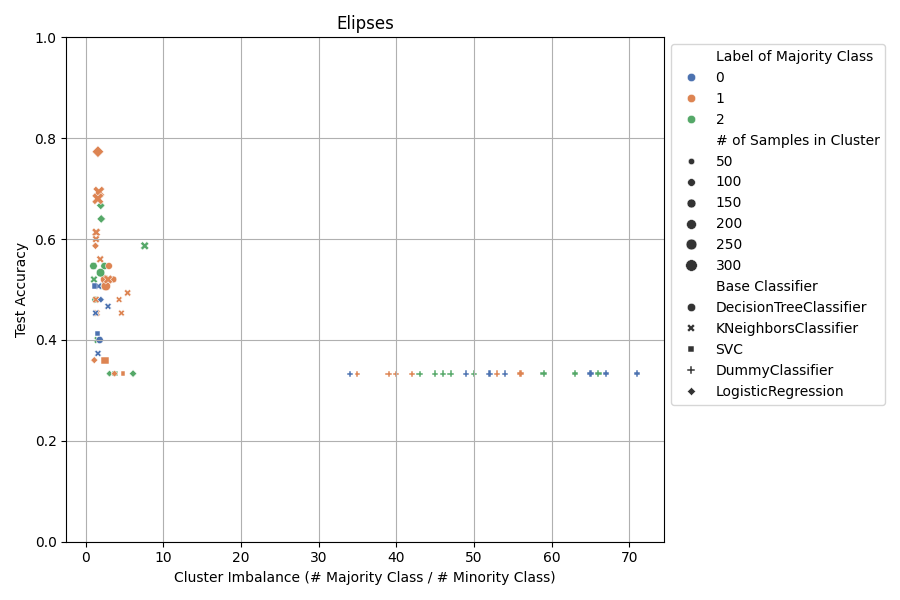 Elipses
1.0
0.8
0.6
0.4
0.2
0.0
Test Accuracy
0 10 20 30 40 50 60 70
Cluster Imbalance (# Majority Class / # Minority Class)
Label of Majority Class
0
1
2
# of Samples in Cluster
50
100
150
200
250
300
Base Classifier
DecisionTreeClassifier
KNeighborsClassifier
SVC
DummyClassifier
LogisticRegression